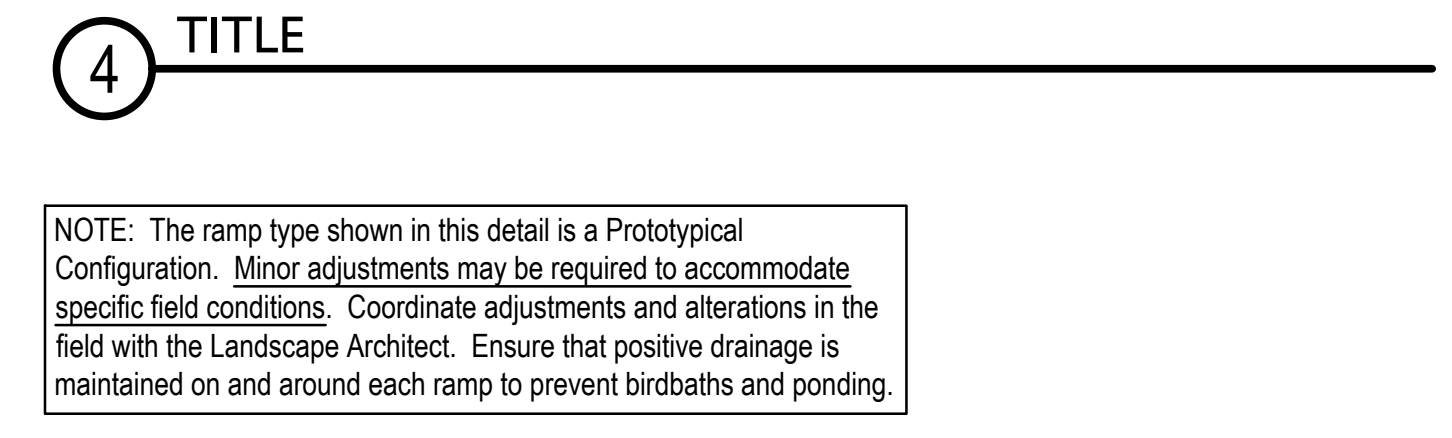 TITLE
4
NOTE: The ramp type shown in this detail is a Prototypical
Configuration. Minor adjustments may be required to accommodate
specific field conditions. Coordinate adjustments and alterations in the
field with the Landscape Architect. Ensure that positive drainage is
maintained on and around each ramp to prevent birdbaths and ponding.